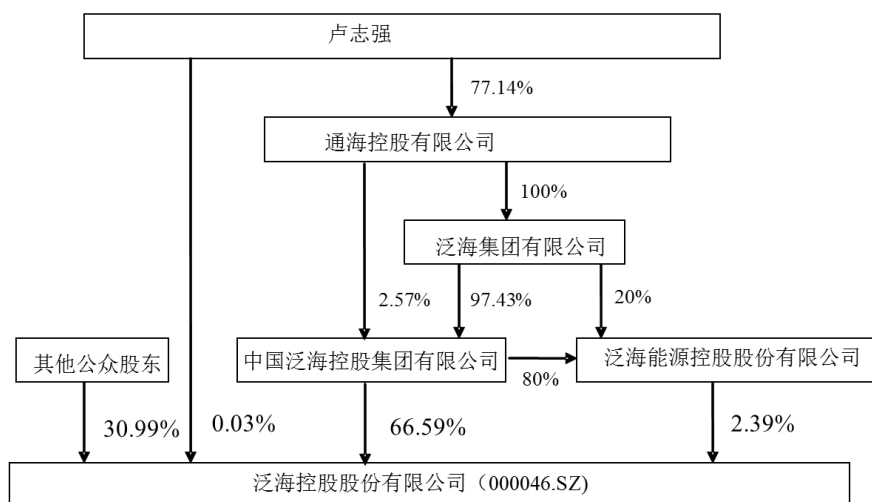 卢志强
77.14%
通海控股有限公司
100%
泛海集团有限公司
2.57%
97.43%
20%
其他公众股东
中国泛海控股集团有限公司
泛海能源控股股份有限公司
80%
30.99%
0.03%
66.59%
2.39%
泛海控股股份有限公司（000046.SZ)